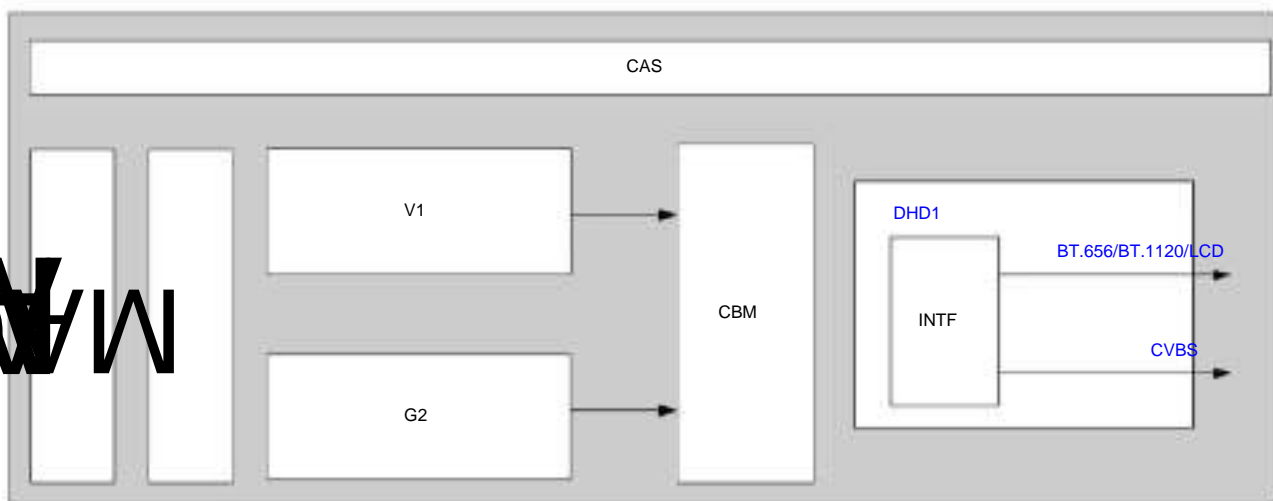 CAS
V1
DHD1
BT.656/BT.1120/LCD
CBM
INTF
CVBS
G2